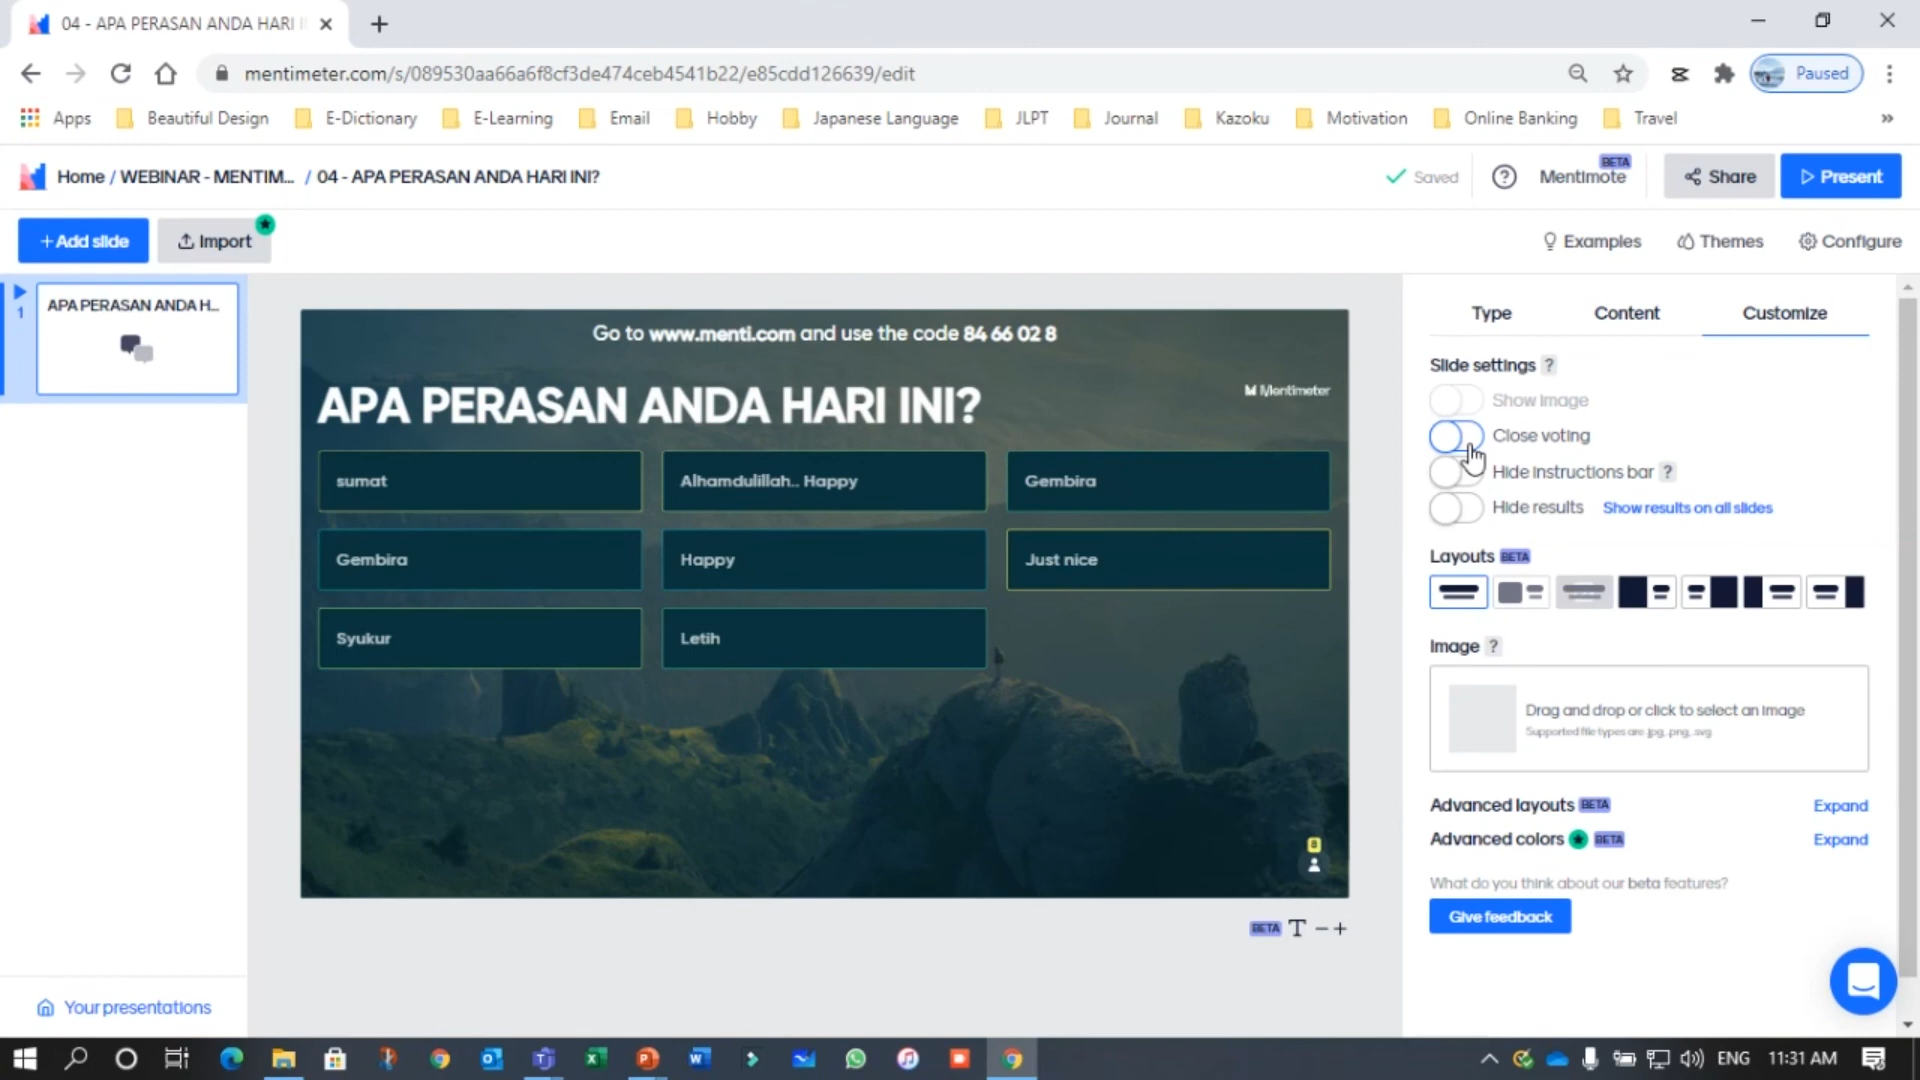 04 - APA PERASAN ANDA HARI I
mentimeter.com/s/089530aa66a6f8cf3de474ceb4541b22/e85cdd126639/edit
Paused
Apps Beautiful Design E-Dictionary E-Learning Email Hobby Japanese Language JLPT Journal Kazoku Motivation Online Banking Travel »
Home / WEBINAR - MENTIM... / 04 - APA PERASAN ANDA HARI INI?
Saved
Mentimote BETA
Share
Present
+ Add slide
Import
Examples
Themes
Configure
1
APA PERASAN ANDA H...
Go to www.menti.com and use the code 84 66 02 8
APA PERASAN ANDA HARI INI?
Mentimeter
sumat
Alhamdulillah.. Happy
Gembira
Gembira
Happy
Just nice
Syukur
Letih
8
BETA T − +
Type Content Customize
Slide settings ?
Show image
Close voting
Hide instructions bar ?
Hide results Show results on all slides
Layouts BETA
Image ?
Drag and drop or click to select an image
Supported file types are .jpg, .png, .svg
Advanced layouts BETA Expand
Advanced colors BETA Expand
What do you think about our beta features?
Give feedback
Your presentations
ENG 11:31 AM